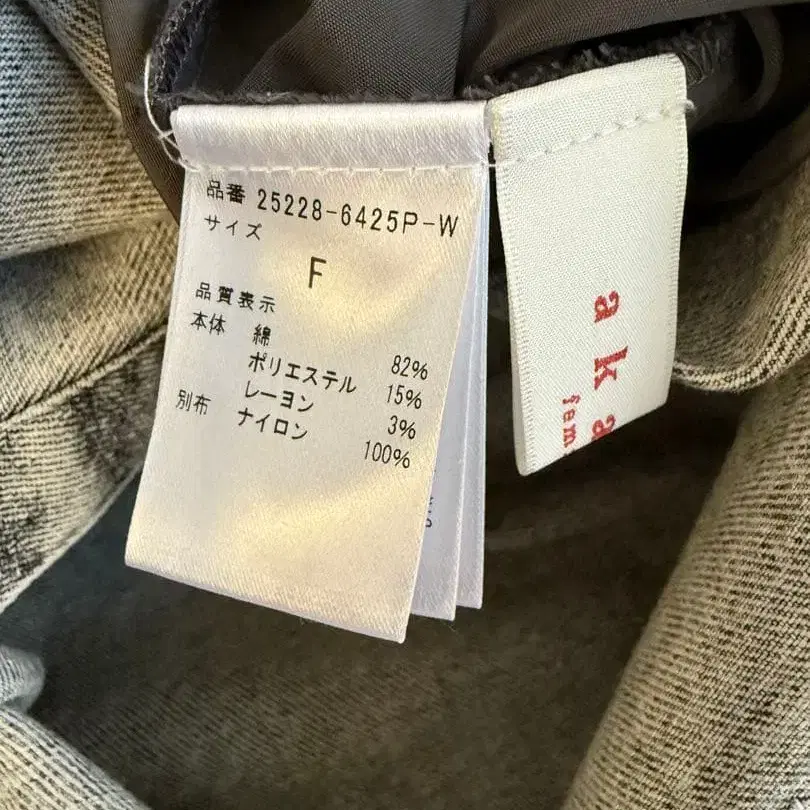 品番 25228-6425P-W
サイズ
F
品質表示
本体 綿 82%
ポリエステル 15%
レーヨン 3%
別布 ナイロン 100%
aka
fem